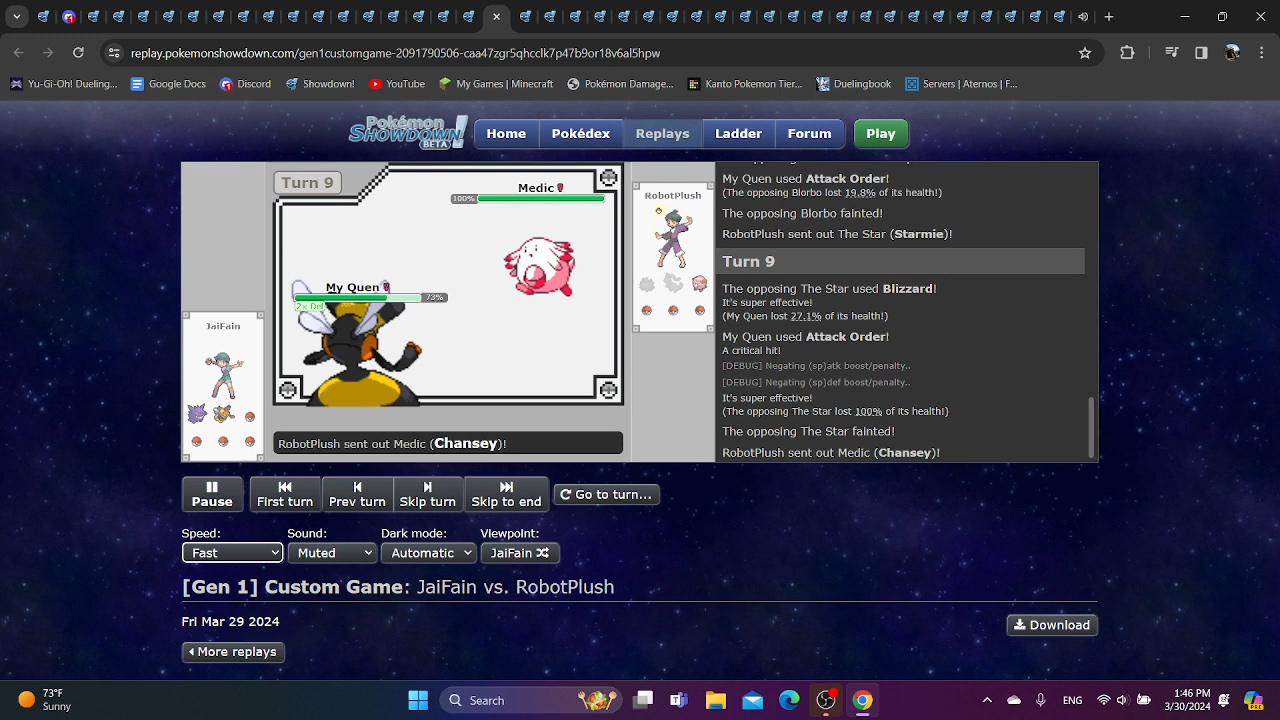 replay.pokemonshowdown.com/gen1customgame-2091790506-caa47zgr5qhcclk7p47b9or18v6al5hpw
Yu-Gi-Oh! Dueling...
Google Docs
Discord
Showdown!
YouTube
My Games | Minecraft
Pokémon Damage...
Kanto Pokemon Tier...
Duelingbook
Servers | Aternos | F...
Pokémon
SHOWDOWN!
BETA
Home
Pokédex
Replays
Ladder
Forum
Play
Turn 9
Medic
100%
My Quen
73%
2× Def
JaiFain
RobotPlush
RobotPlush sent out Medic (Chansey)!
My Quen used Attack Order!
(The opposing Blorbo lost 19.8% of its health!)
The opposing Blorbo fainted!
RobotPlush sent out The Star (Starmie)!
Turn 9
The opposing The Star used Blizzard!
It's super effective!
(My Quen lost 27.1% of its health!)
My Quen used Attack Order!
A critical hit!
[DEBUG] Negating (sp)atk boost/penalty..
[DEBUG] Negating (sp)def boost/penalty..
It's super effective!
(The opposing The Star lost 100% of its health!)
The opposing The Star fainted!
RobotPlush sent out Medic (Chansey)!
Pause
First turn
Prev turn
Skip turn
Skip to end
Go to turn...
Speed:
Sound:
Dark mode:
Viewpoint:
Fast
Muted
Automatic
JaiFain
[Gen 1] Custom Game: JaiFain vs. RobotPlush
Fri Mar 29 2024
Download
More replays
73°F
Sunny
Search
ENG
1:46 PM
3/30/2024
PRE